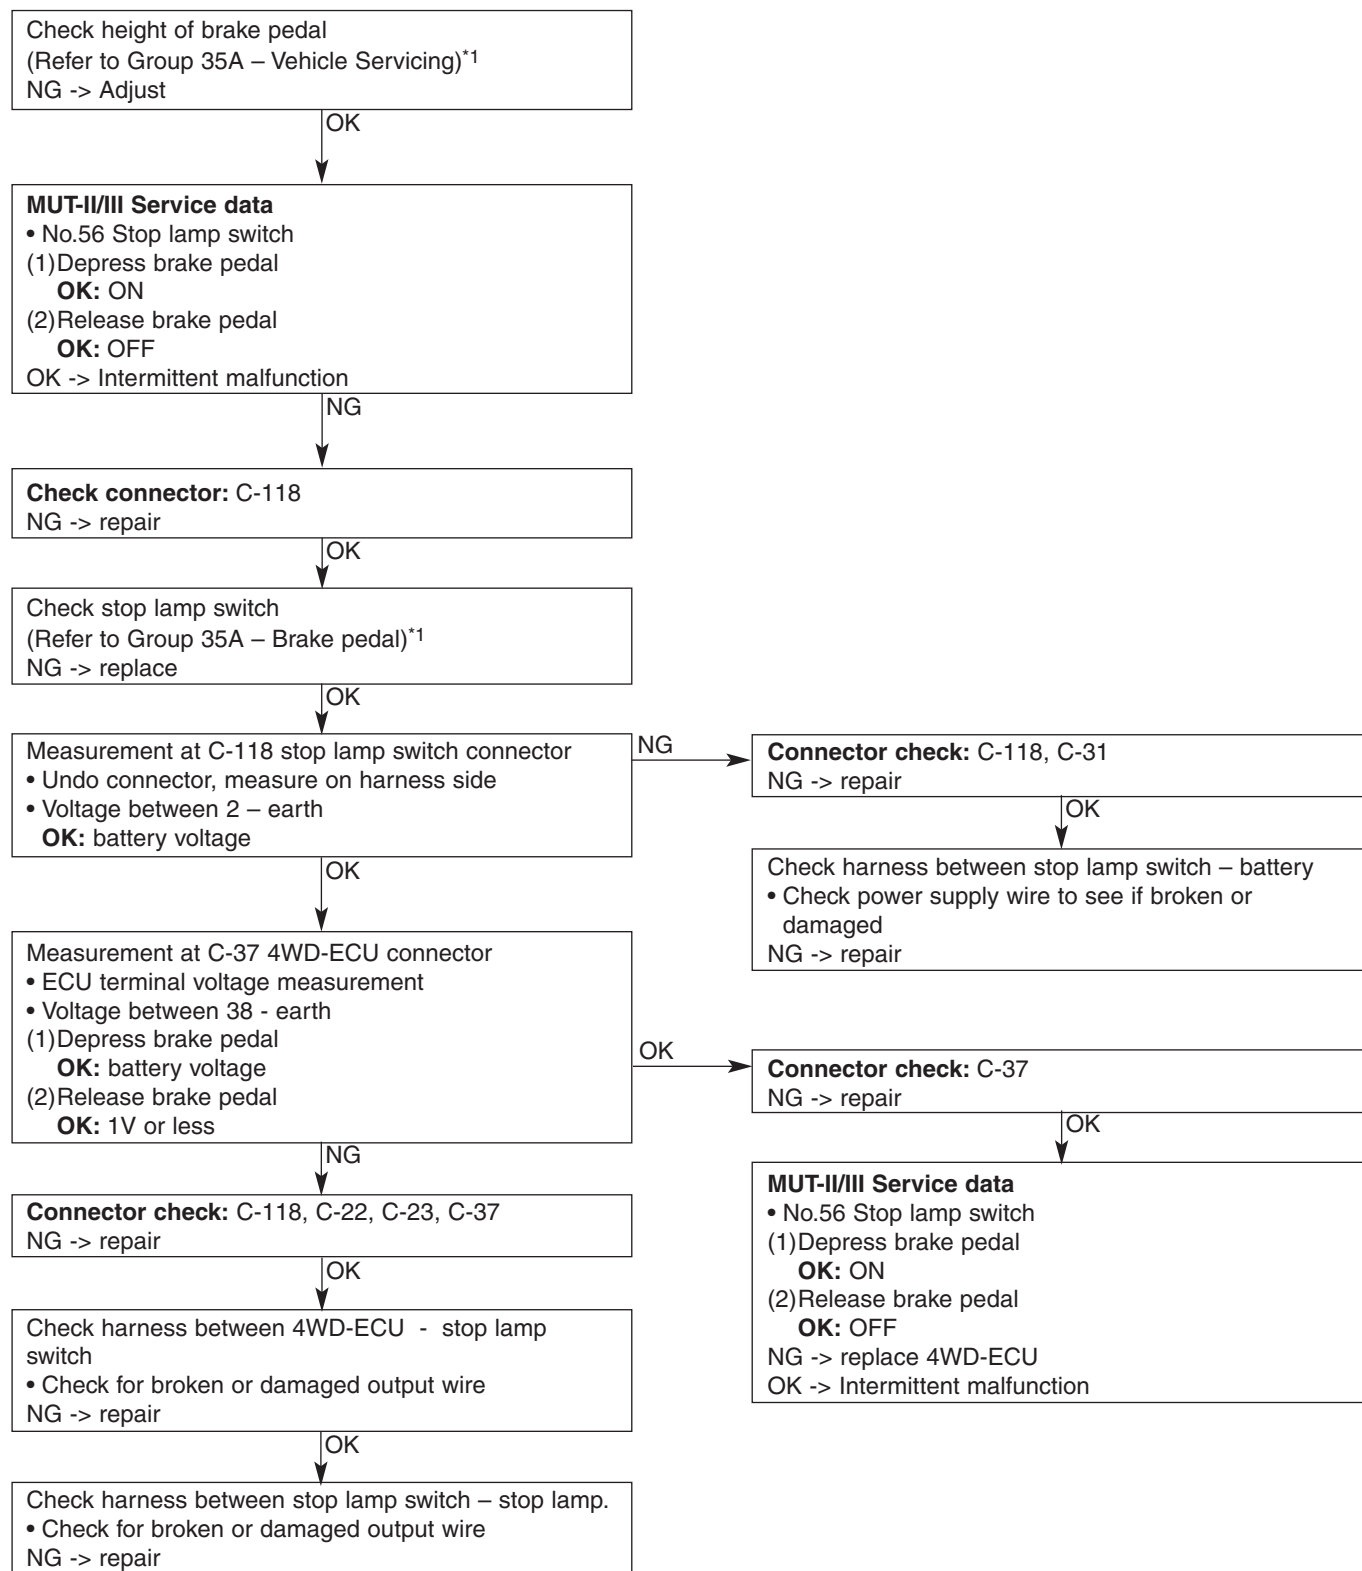 Check height of brake pedal
(Refer to Group 35A – Vehicle Servicing)*1
NG -> Adjust
OK
MUT-II/III Service data
• No.56 Stop lamp switch
(1)Depress brake pedal
OK: ON
(2)Release brake pedal
OK: OFF
OK -> Intermittent malfunction
NG
Check connector: C-118
NG -> repair
OK
Check stop lamp switch
(Refer to Group 35A – Brake pedal)*1
NG -> replace
OK
Measurement at C-118 stop lamp switch connector
• Undo connector, measure on harness side
• Voltage between 2 – earth
OK: battery voltage
NG
Connector check: C-118, C-31
NG -> repair
OK
Check harness between stop lamp switch – battery
• Check power supply wire to see if broken or
damaged
NG -> repair
OK
Measurement at C-37 4WD-ECU connector
• ECU terminal voltage measurement
• Voltage between 38 - earth
(1)Depress brake pedal
OK: battery voltage
(2)Release brake pedal
OK: 1V or less
OK
Connector check: C-37
NG -> repair
OK
MUT-II/III Service data
• No.56 Stop lamp switch
(1)Depress brake pedal
OK: ON
(2)Release brake pedal
OK: OFF
NG -> replace 4WD-ECU
OK -> Intermittent malfunction
NG
Connector check: C-118, C-22, C-23, C-37
NG -> repair
OK
Check harness between 4WD-ECU - stop lamp
switch
• Check for broken or damaged output wire
NG -> repair
OK
Check harness between stop lamp switch – stop lamp.
• Check for broken or damaged output wire
NG -> repair